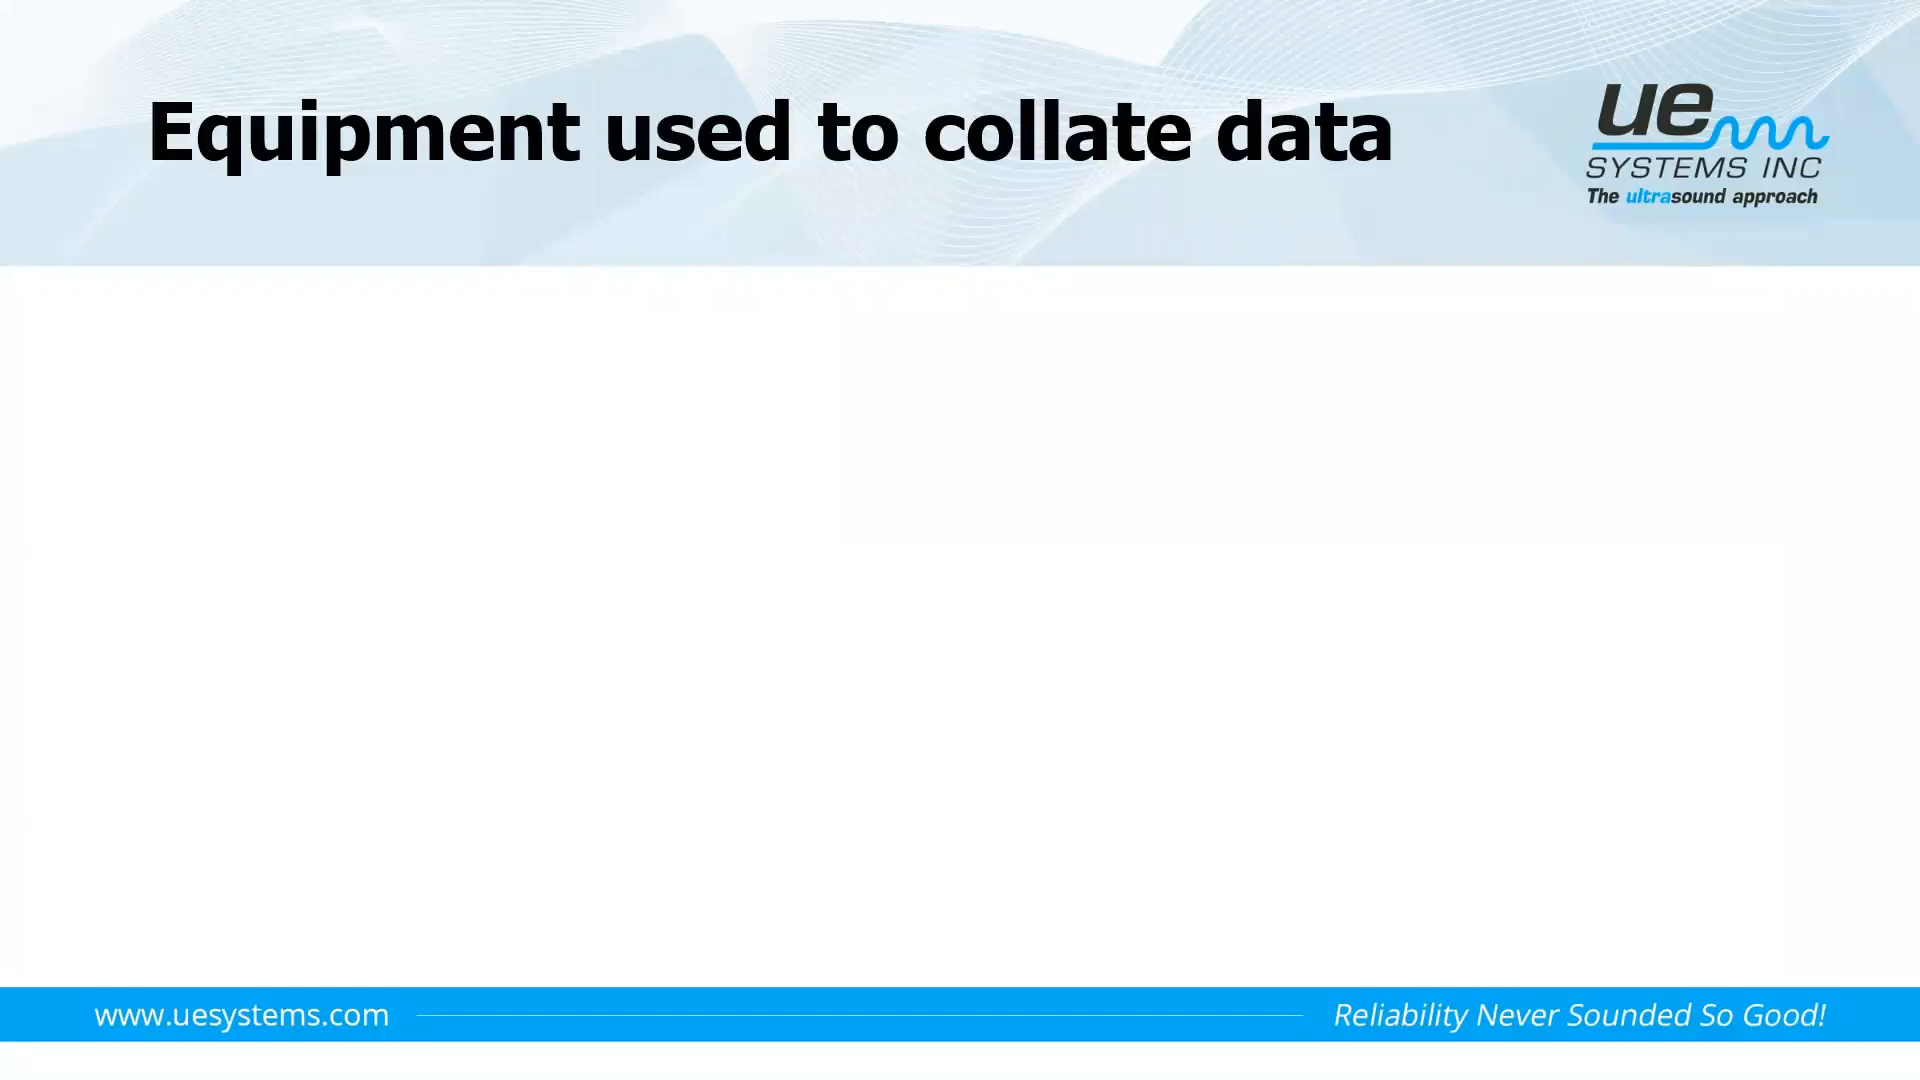 Equipment used to collate data
ue
SYSTEMS INC
The ultrasound approach
www.uesystems.com
Reliability Never Sounded So Good!